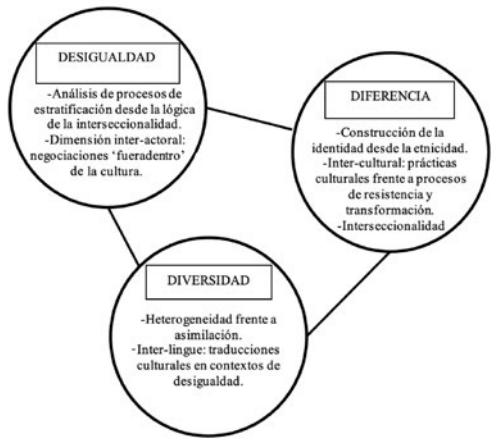 DESIGUALDAD
-Análisis de procesos de
estratificación desde la lógica
de la interseccionalidad.
-Dimensión inter-actoral:
negociaciones ‘fueradentro’
de la cultura.
DIFERENCIA
-Construcción de la
identidad desde la etnicidad.
-Inter-cultural: prácticas
culturales frente a procesos
de resistencia y
transformación.
-Interseccionalidad
DIVERSIDAD
-Heterogeneidad frente a
asimilación.
-Inter-lingue: traducciones
culturales en contextos de
desigualdad.